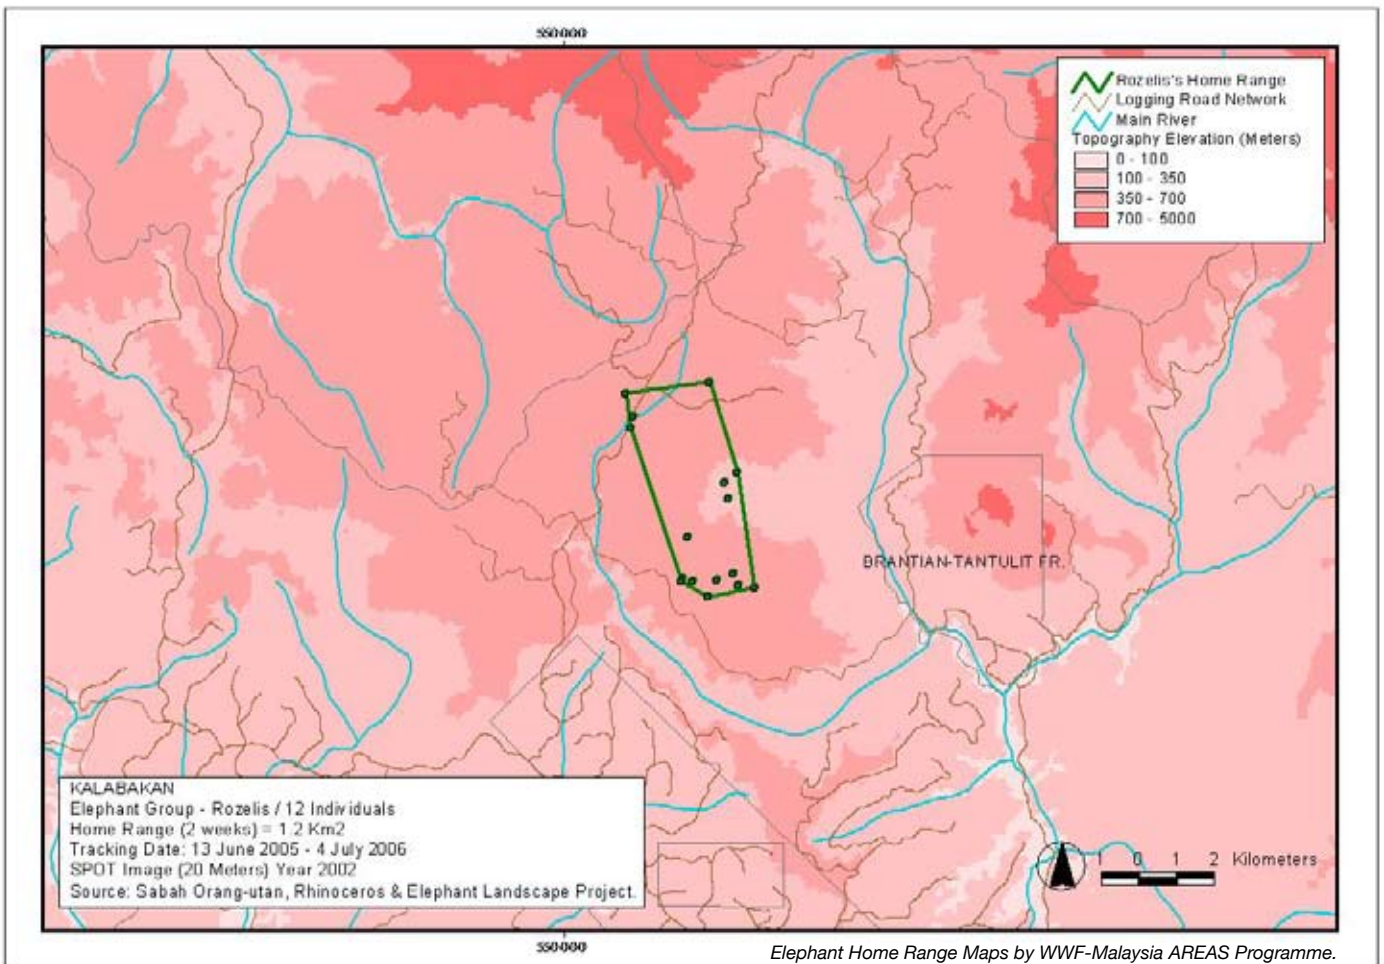 550000
Rozelis's Home Range
Logging Road Network
Main River
Topography Elevation (Meters)
0 - 100
100 - 350
350 - 700
700 - 5000
BRANTIAN-TANTULIT FR.
KALABAKAN
Elephant Group - Rozelis / 12 Individuals
Home Range (2 weeks) = 1.2 Km2
Tracking Date: 13 June 2005 - 4 July 2006
SPOT Image (20 Meters) Year 2002
Source: Sabah Orang-utan, Rhinoceros & Elephant Landscape Project.
1 0 1 2 Kilometers
550000
Elephant Home Range Maps by WWF-Malaysia AREAS Programme.